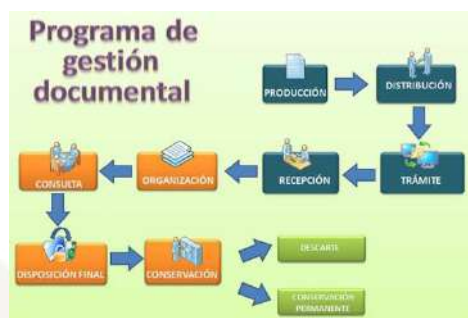 Programa de
gestión
documental
PRODUCCIÓN
DISTRIBUCIÓN
TRÁMITE
RECEPCIÓN
ORGANIZACIÓN
CONSULTA
DISPOSICIÓN FINAL
CONSERVACIÓN
DESCARTE
CONSERVACIÓN
PERMANENTE